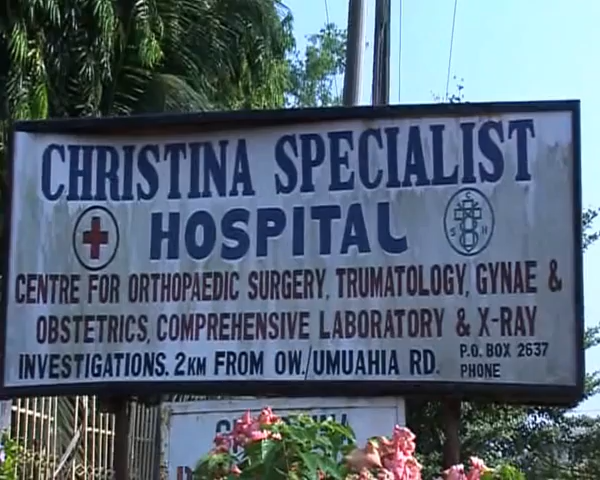 CHRISTINA SPECIALIST
HOSPITAL
C
S H
CENTRE FOR ORTHOPAEDIC SURGERY, TRUMATOLOGY, GYNAE &
OBSTETRICS, COMPREHENSIVE LABORATORY & X-RAY
INVESTIGATIONS. 2KM FROM OW./UMUAHIA RD.
P.O. BOX 2637
PHONE